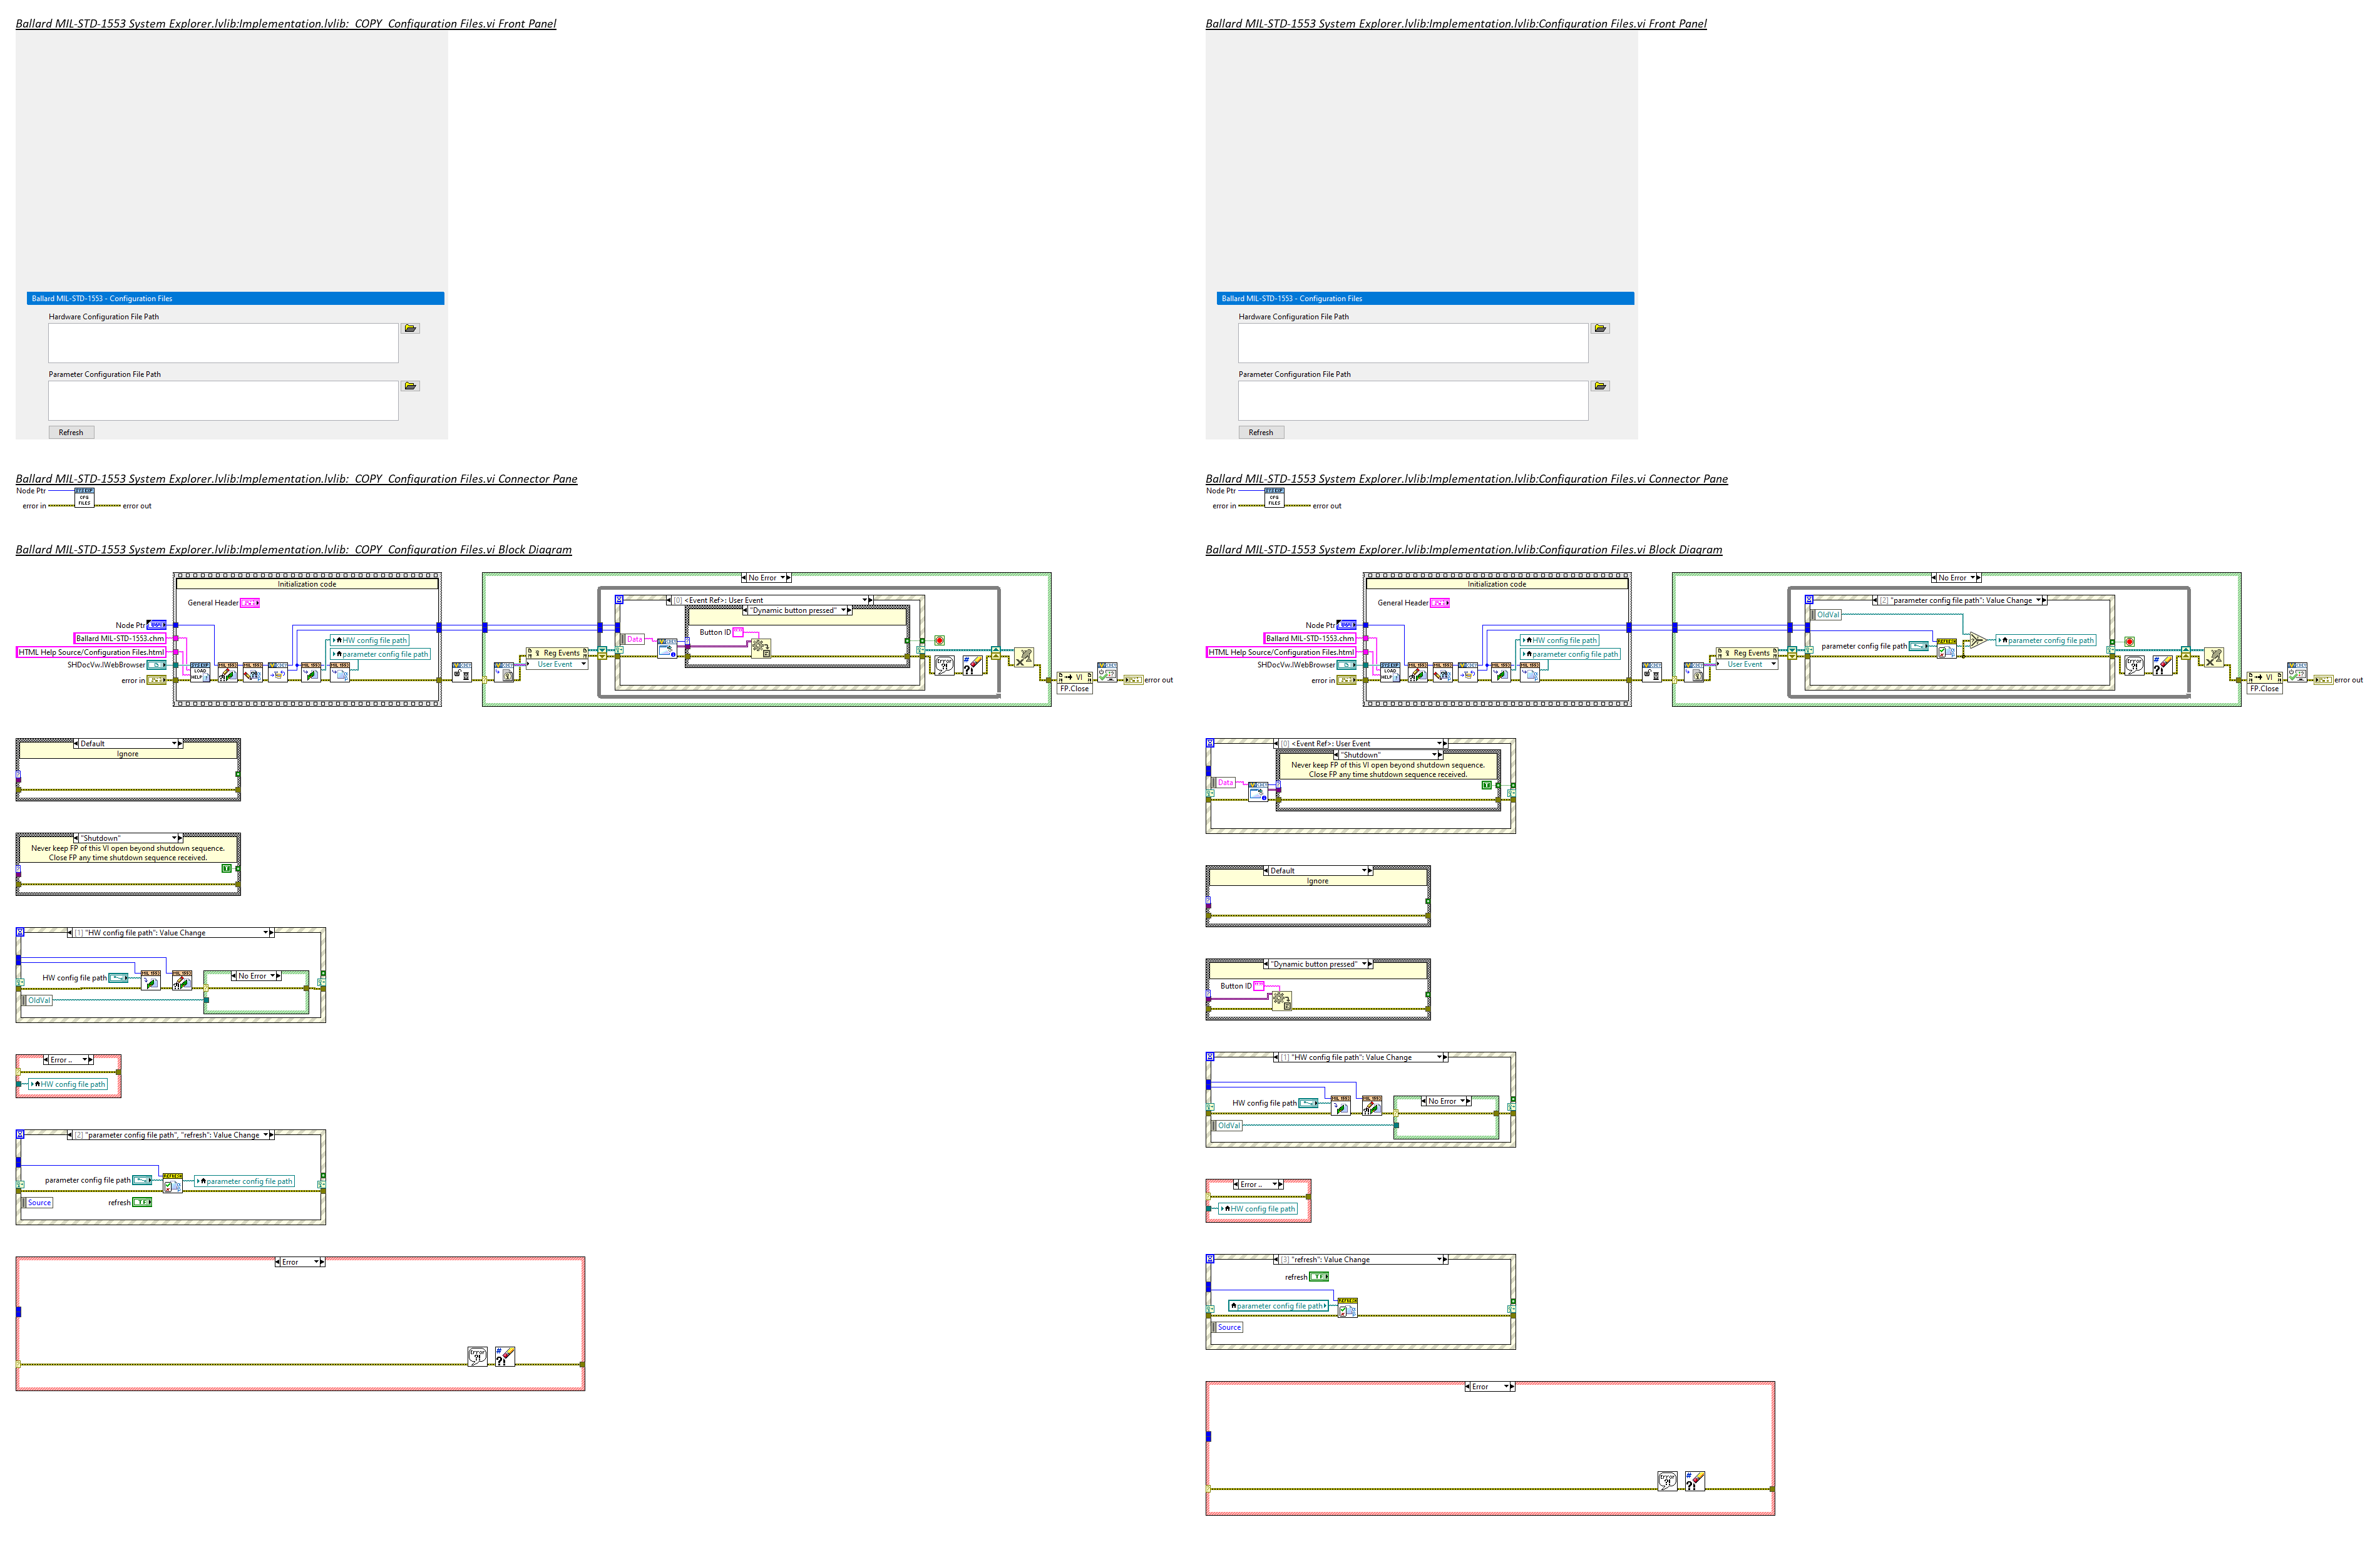 Ballard MIL-STD-1553 System Explorer.lvlib:Implementation.lvlib:_COPY_Configuration Files.vi Front Panel
Ballard MIL-STD-1553 - Configuration Files
Hardware Configuration File Path
Parameter Configuration File Path
Refresh
Ballard MIL-STD-1553 System Explorer.lvlib:Implementation.lvlib:_COPY_Configuration Files.vi Connector Pane
Node Ptr
SYS EXP
CFG
FILES
error in
error out
Ballard MIL-STD-1553 System Explorer.lvlib:Implementation.lvlib:_COPY_Configuration Files.vi Block Diagram
Initialization code
General Header
Node Ptr
Ballard MIL-STD-1553.chm
HTML Help Source/Configuration Files.html
SHDocVw.IWebBrowser
error in
HW config file path
parameter config file path
No Error
Reg Events
User Event
[0] <Event Ref>: User Event
"Dynamic button pressed"
Data
Button ID
VI
FP.Close
error out
Default
Ignore
"Shutdown"
Never keep FP of this VI open beyond shutdown sequence.
Close FP any time shutdown sequence received.
[1] "HW config file path": Value Change
HW config file path
No Error
OldVal
Error ..
HW config file path
[2] "parameter config file path", "refresh": Value Change
parameter config file path
parameter config file path
Source
refresh
Error
Ballard MIL-STD-1553 System Explorer.lvlib:Implementation.lvlib:Configuration Files.vi Front Panel
Ballard MIL-STD-1553 - Configuration Files
Hardware Configuration File Path
Parameter Configuration File Path
Refresh
Ballard MIL-STD-1553 System Explorer.lvlib:Implementation.lvlib:Configuration Files.vi Connector Pane
Node Ptr
SYS EXP
CFG
FILES
error in
error out
Ballard MIL-STD-1553 System Explorer.lvlib:Implementation.lvlib:Configuration Files.vi Block Diagram
Initialization code
General Header
Node Ptr
Ballard MIL-STD-1553.chm
HTML Help Source/Configuration Files.html
SHDocVw.IWebBrowser
error in
HW config file path
parameter config file path
No Error
Reg Events
User Event
[2] "parameter config file path": Value Change
OldVal
parameter config file path
parameter config file path
VI
FP.Close
error out
[0] <Event Ref>: User Event
"Shutdown"
Never keep FP of this VI open beyond shutdown sequence.
Close FP any time shutdown sequence received.
Data
Default
Ignore
"Dynamic button pressed"
Button ID
[1] "HW config file path": Value Change
HW config file path
No Error
OldVal
Error ..
HW config file path
[3] "refresh": Value Change
refresh
parameter config file path
Source
Error